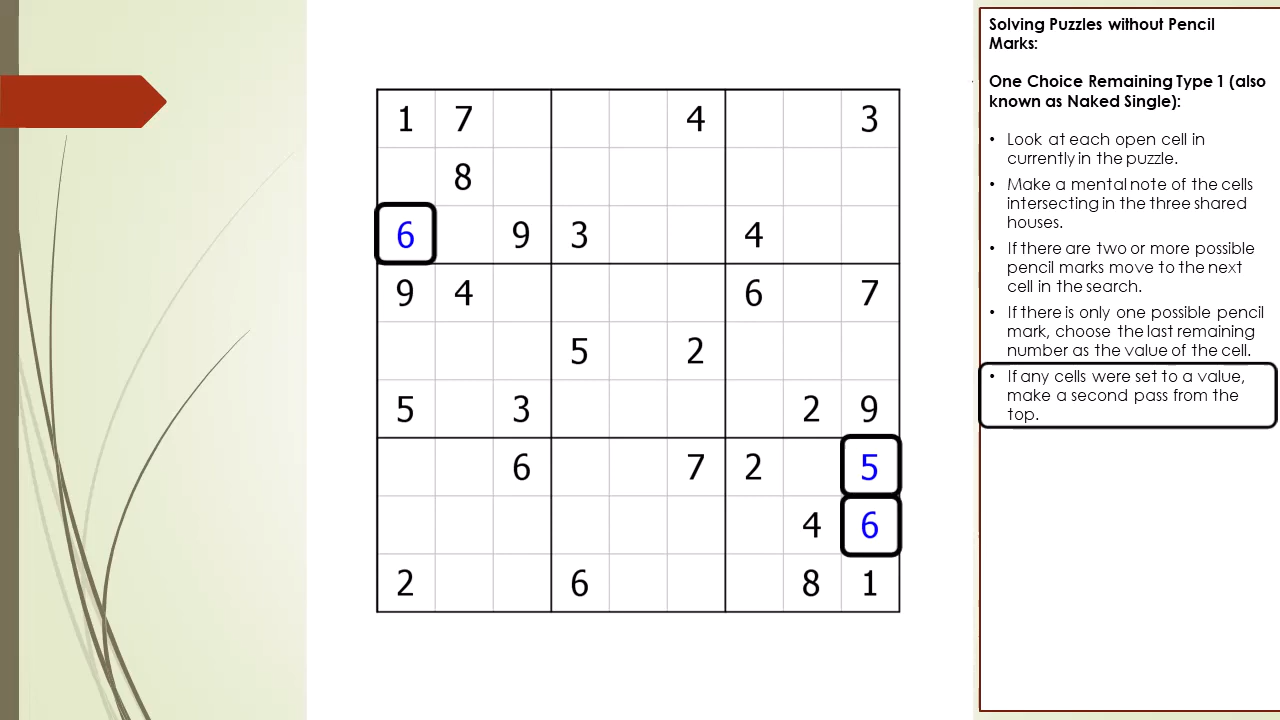 1 7 4 3
8
6 9 3 4
9 4 6 7
5 2
5 3 2 9
6 7 2 5
4 6
2 6 8 1
Solving Puzzles without Pencil
Marks:
One Choice Remaining Type 1 (also
known as Naked Single):
• Look at each open cell in
currently in the puzzle.
• Make a mental note of the cells
intersecting in the three shared
houses.
• If there are two or more possible
pencil marks move to the next
cell in the search.
• If there is only one possible pencil
mark, choose the last remaining
number as the value of the cell.
• If any cells were set to a value,
make a second pass from the
top.